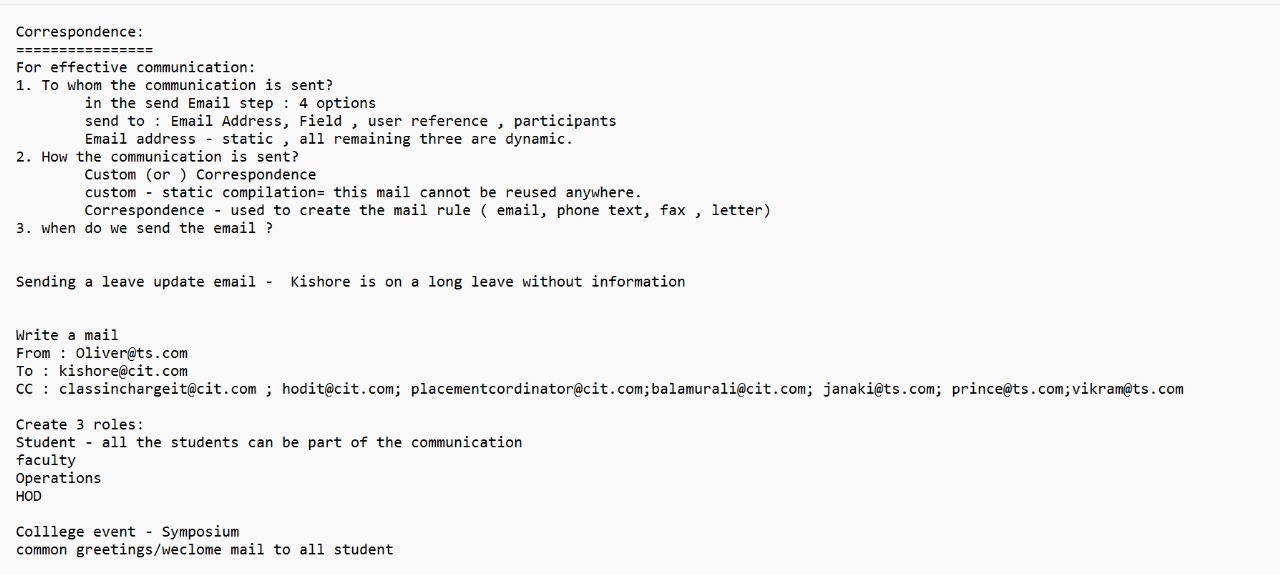 Correspondence:
================
For effective communication:
1. To whom the communication is sent?
in the send Email step : 4 options
send to : Email Address, Field , user reference , participants
Email address - static , all remaining three are dynamic.
2. How the communication is sent?
Custom (or ) Correspondence
custom - static compilation= this mail cannot be reused anywhere.
Correspondence - used to create the mail rule ( email, phone text, fax , letter)
3. when do we send the email ?
Sending a leave update email -  Kishore is on a long leave without information
Write a mail
From : Oliver@ts.com
To : kishore@cit.com
CC : classinchargeit@cit.com ; hodit@cit.com; placementcordinator@cit.com;balamurali@cit.com; janaki@ts.com; prince@ts.com;vikram@ts.com
Create 3 roles:
Student - all the students can be part of the communication
faculty
Operations
HOD
Colllege event - Symposium
common greetings/weclome mail to all student